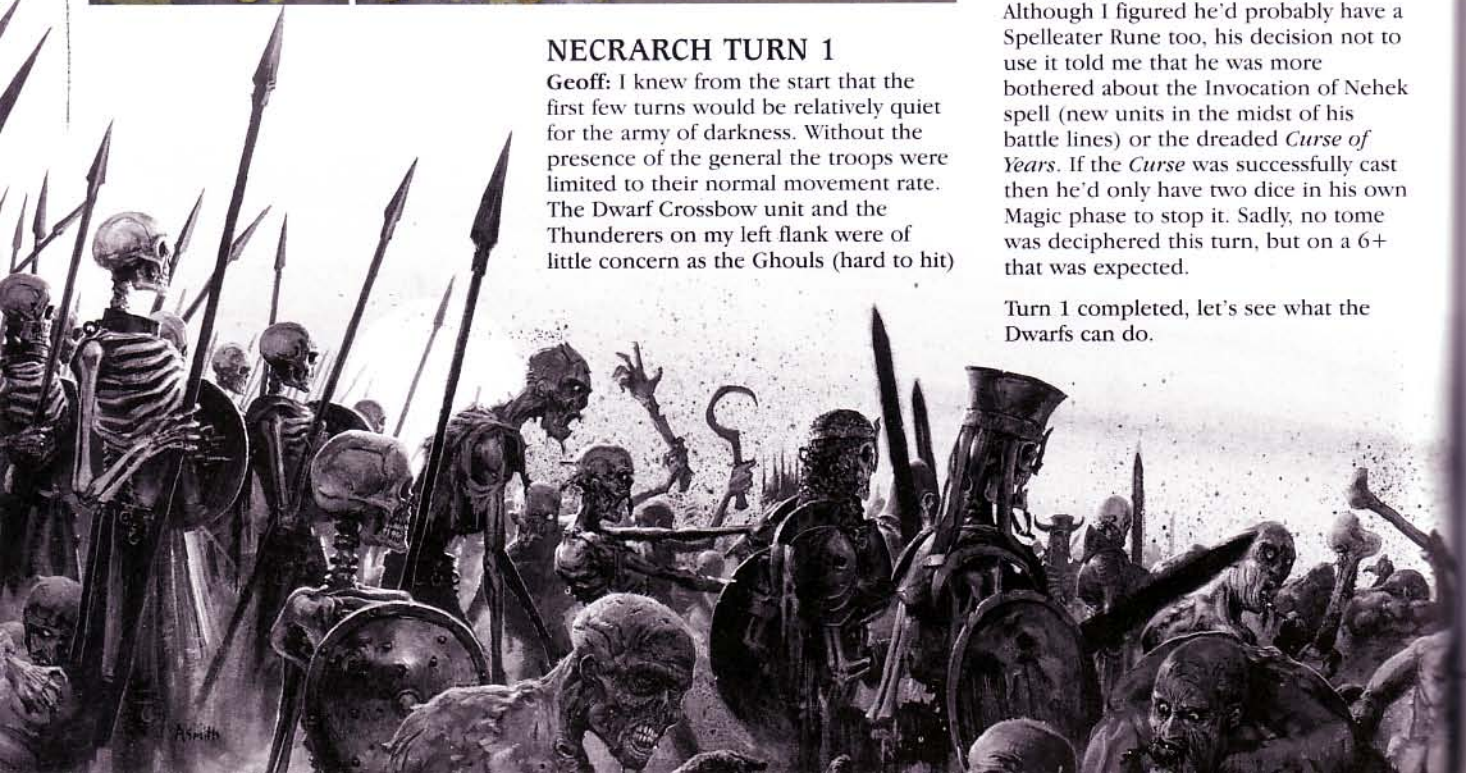 NECRARCH TURN 1
Geoff: I knew from the start that the
first few turns would be relatively quiet
for the army of darkness. Without the
presence of the general the troops were
limited to their normal movement rate.
The Dwarf Crossbow unit and the
Thunderers on my left flank were of
little concern as the Ghouls (hard to hit)
Although I figured he'd probably have a
Spelleater Rune too, his decision not to
use it told me that he was more
bothered about the Invocation of Nehek
spell (new units in the midst of his
battle lines) or the dreaded Curse of
Years. If the Curse was successfully cast
then he'd only have two dice in his own
Magic phase to stop it. Sadly, no tome
was deciphered this turn, but on a 6+
that was expected.
Turn 1 completed, let's see what the
Dwarfs can do.
ASmith